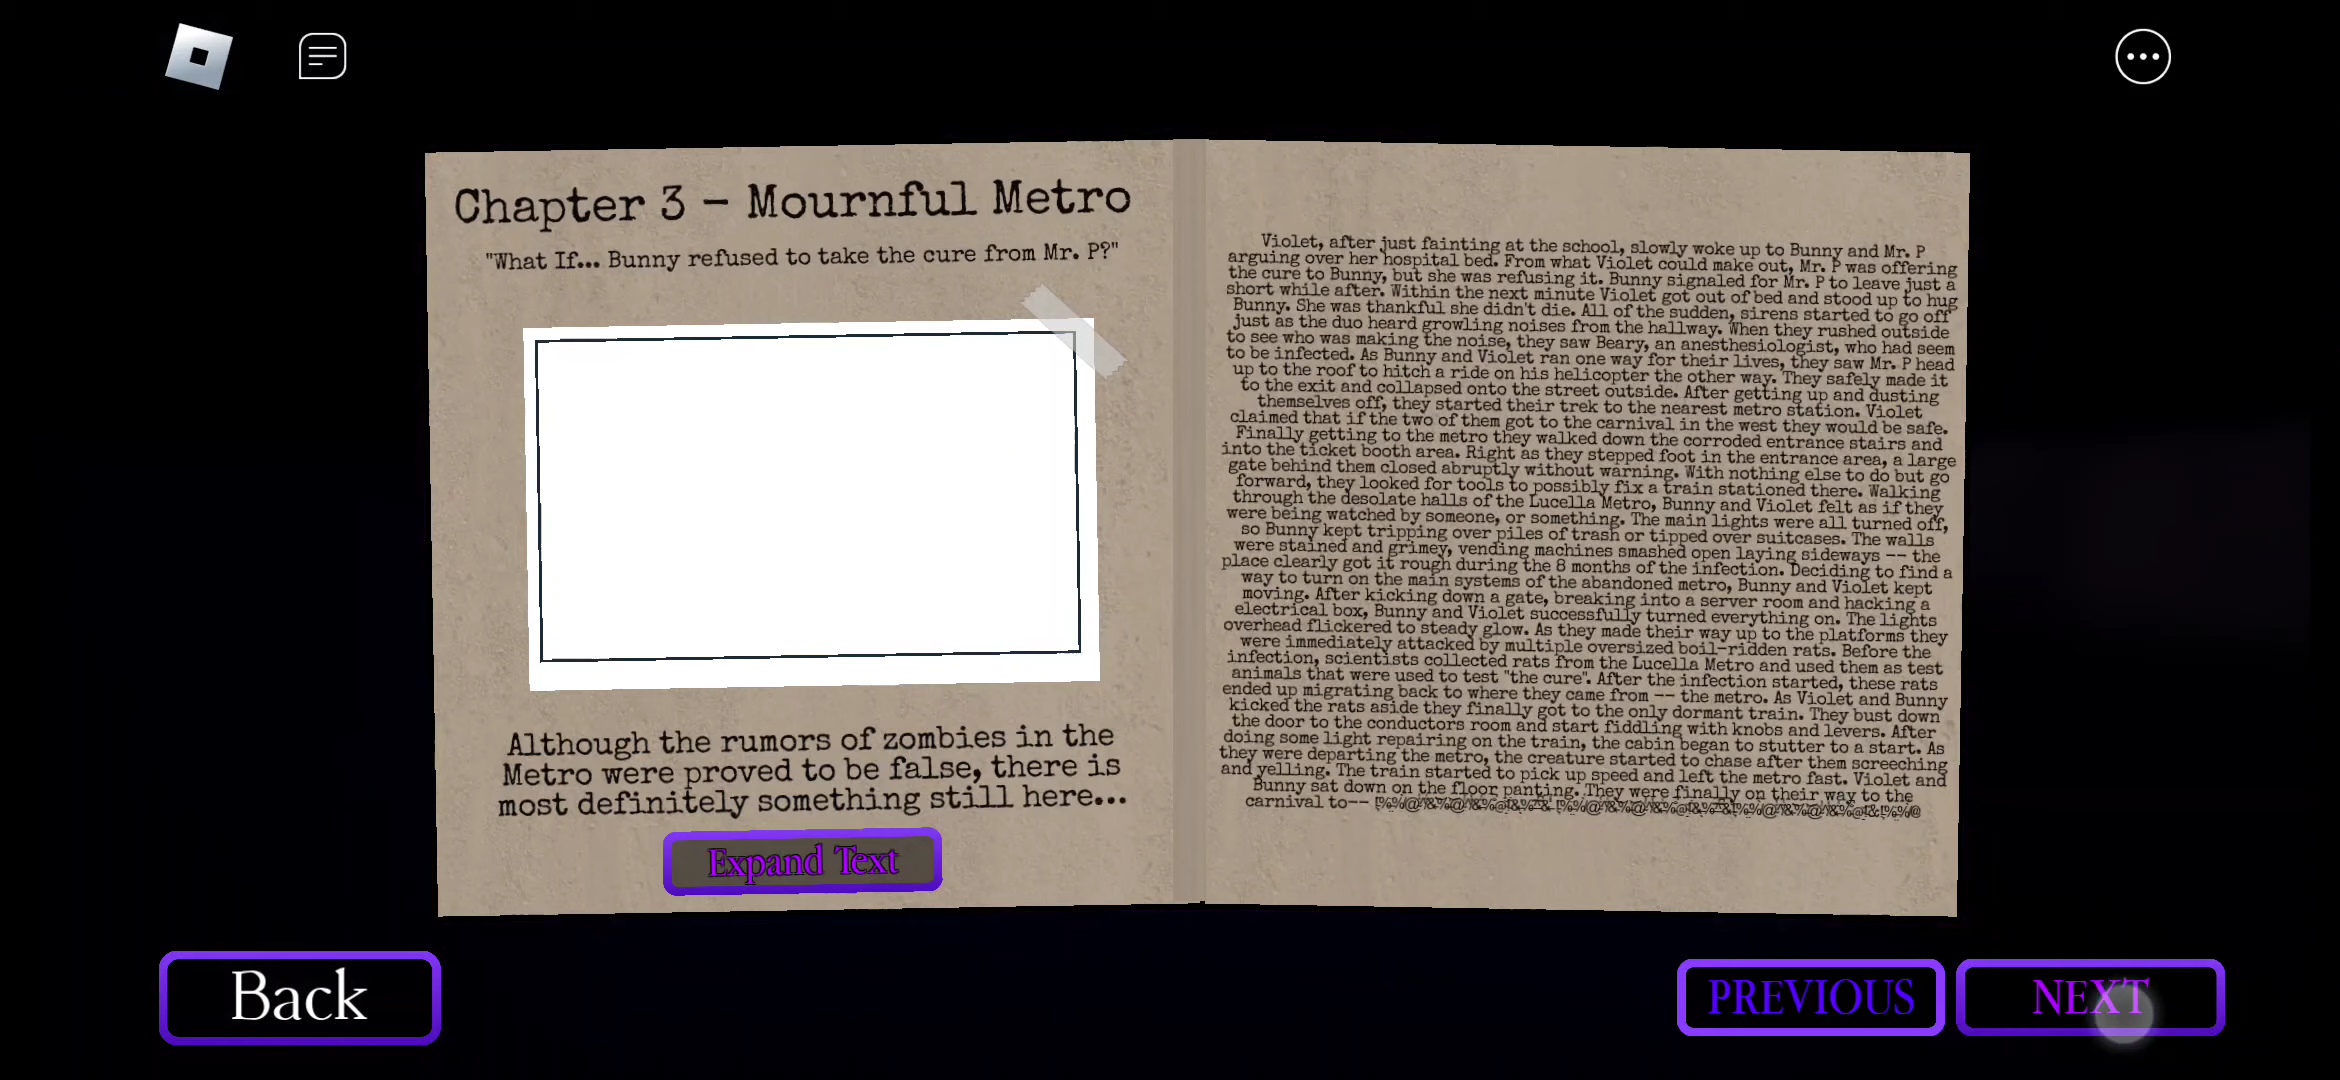 Chapter 3 - Mournful Metro
"What If... Bunny refused to take the cure from Mr. P?"
Although the rumors of zombies in the
Metro were proved to be false, there is
most definitely something still here...
Expand Text
Violet, after just fainting at the school, slowly woke up to Bunny and Mr. P
arguing over her hospital bed. From what Violet could make out, Mr. P was offering
the cure to Bunny, but she was refusing it. Bunny signaled for Mr. P to leave just a
short while after. Within the next minute Violet got out of bed and stood up to hug
Bunny. She was thankful she didn't die. All of the sudden, sirens started to go off
just as the duo heard growling noises from the hallway. When they rushed outside
to see who was making the noise, they saw Beary, an anesthesiologist, who had seem
to be infected. As Bunny and Violet ran one way for their lives, they saw Mr. P head
up to the roof to hitch a ride on his helicopter the other way. They safely made it
to the exit and collapsed onto the street outside. After getting up and dusting
themselves off, they started their trek to the nearest metro station. Violet
claimed that if the two of them got to the carnival in the west they would be safe.
Finally getting to the metro they walked down the corroded entrance stairs and
into the ticket booth area. Right as they stepped foot in the entrance area, a large
gate behind them closed abruptly without warning. With nothing else to do but go
forward, they looked for tools to possibly fix a train stationed there. Walking
through the desolate halls of the Lucella Metro, Bunny and Violet felt as if they
were being watched by someone, or something. The main lights were all turned off,
so Bunny kept tripping over piles of trash or tipped over suitcases. The walls
were stained and grimey, vending machines smashed open laying sideways -- the
place clearly got it rough during the 8 months of the infection. Deciding to find a
way to turn on the main systems of the abandoned metro, Bunny and Violet kept
moving. After kicking down a gate, breaking into a server room and hacking a
electrical box, Bunny and Violet successfully turned everything on. The lights
overhead flickered to steady glow. As they made their way up to the platforms they
were immediately attacked by multiple oversized boil-ridden rats. Before the
infection, scientists collected rats from the Lucella Metro and used them as test
animals that were used to test "the cure". After the infection started, these rats
ended up migrating back to where they came from -- the metro. As Violet and Bunny
kicked the rats aside they finally got to the only dormant train. They bust down
the door to the conductors room and start fiddling with knobs and levers. After
doing some light repairing on the train, the cabin began to stutter to a start. As
they were departing the metro, the creature started to chase after them screeching
and yelling. The train started to pick up speed and left the metro fast. Violet and
Bunny sat down on the floor panting. They were finally on their way to the
carnival to--
Back
PREVIOUS
NEXT